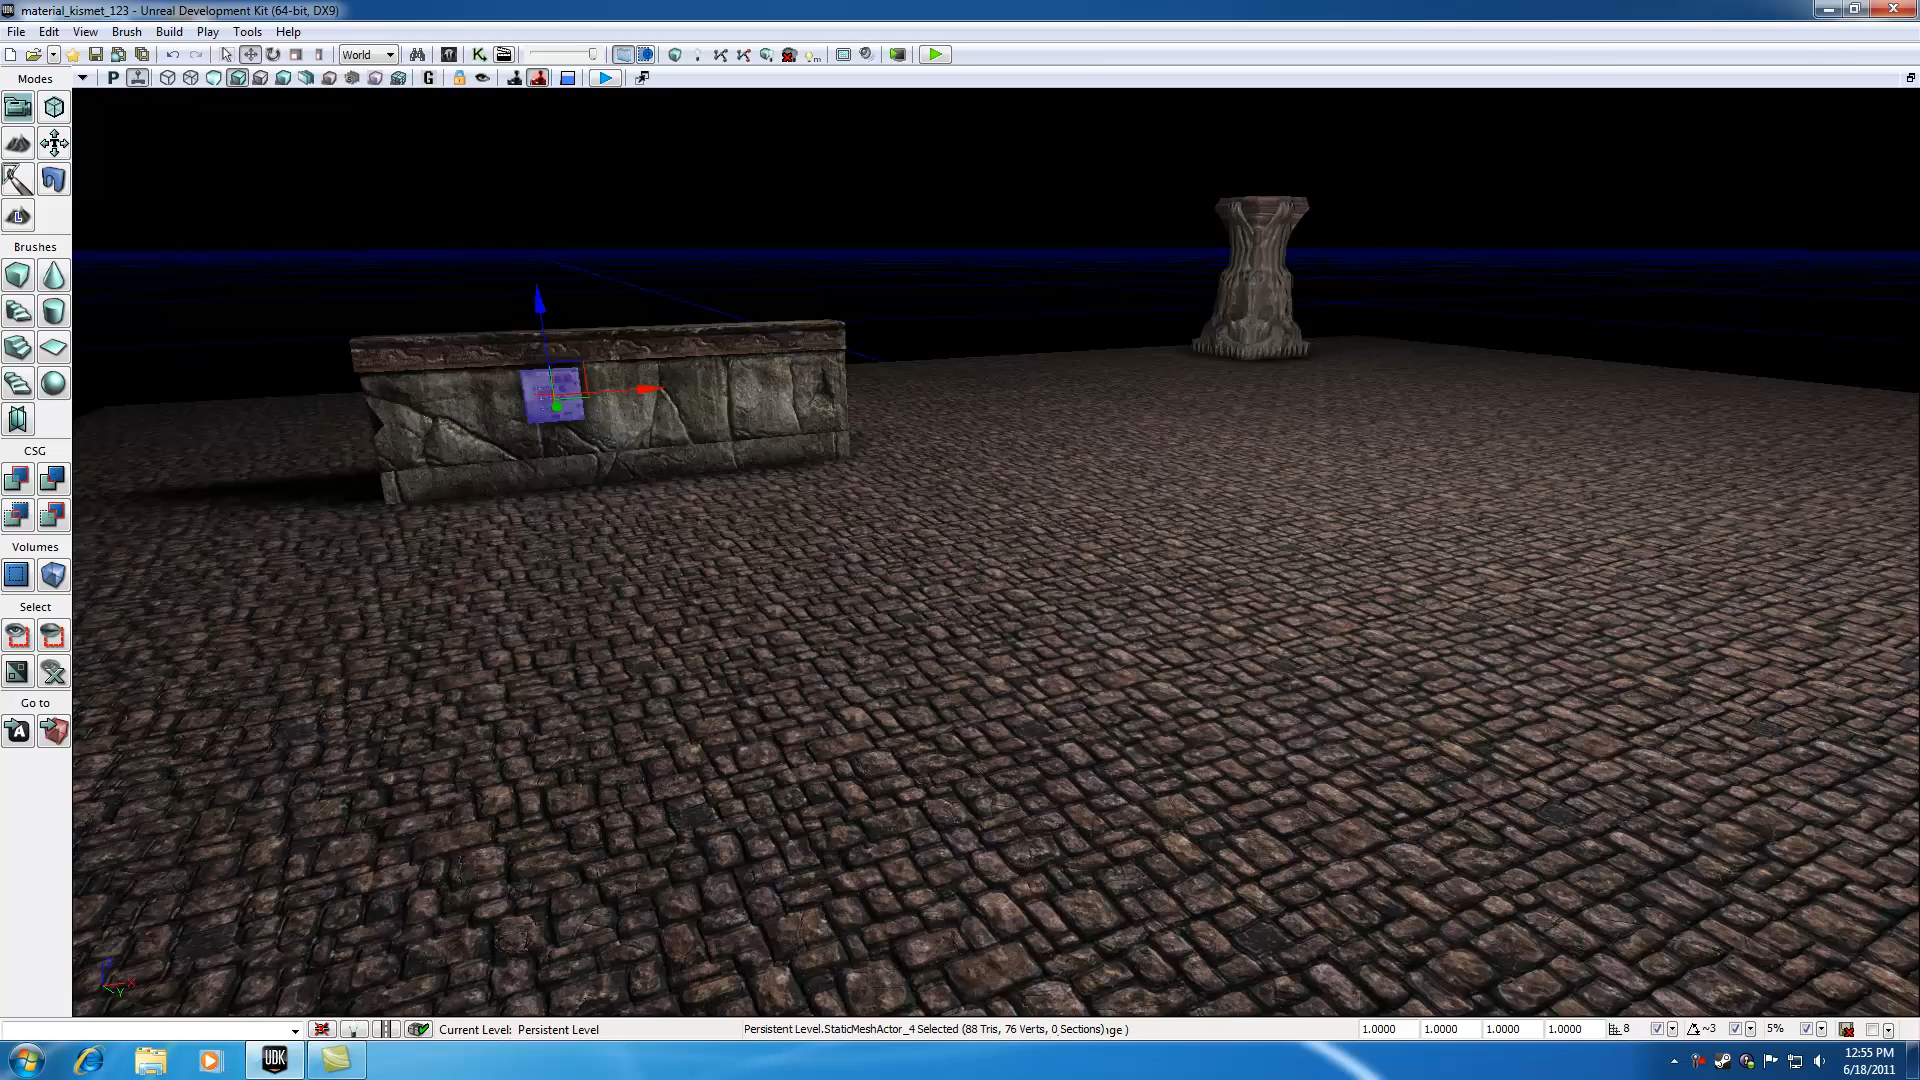 material_kismet_123 - Unreal Development Kit (64-bit, DX9)
File Edit View Brush Build Play Tools Help
World
Modes
P
G
Brushes
CSG
Volumes
Select
Go to
Current Level: Persistent Level
Persistent Level.StaticMeshActor_4 Selected (88 Tris, 76 Verts, 0 Sections)
1.0000 1.0000 1.0000 1.0000
8
~3
5%
X
Y
UDK
12:55 PM
6/18/2011